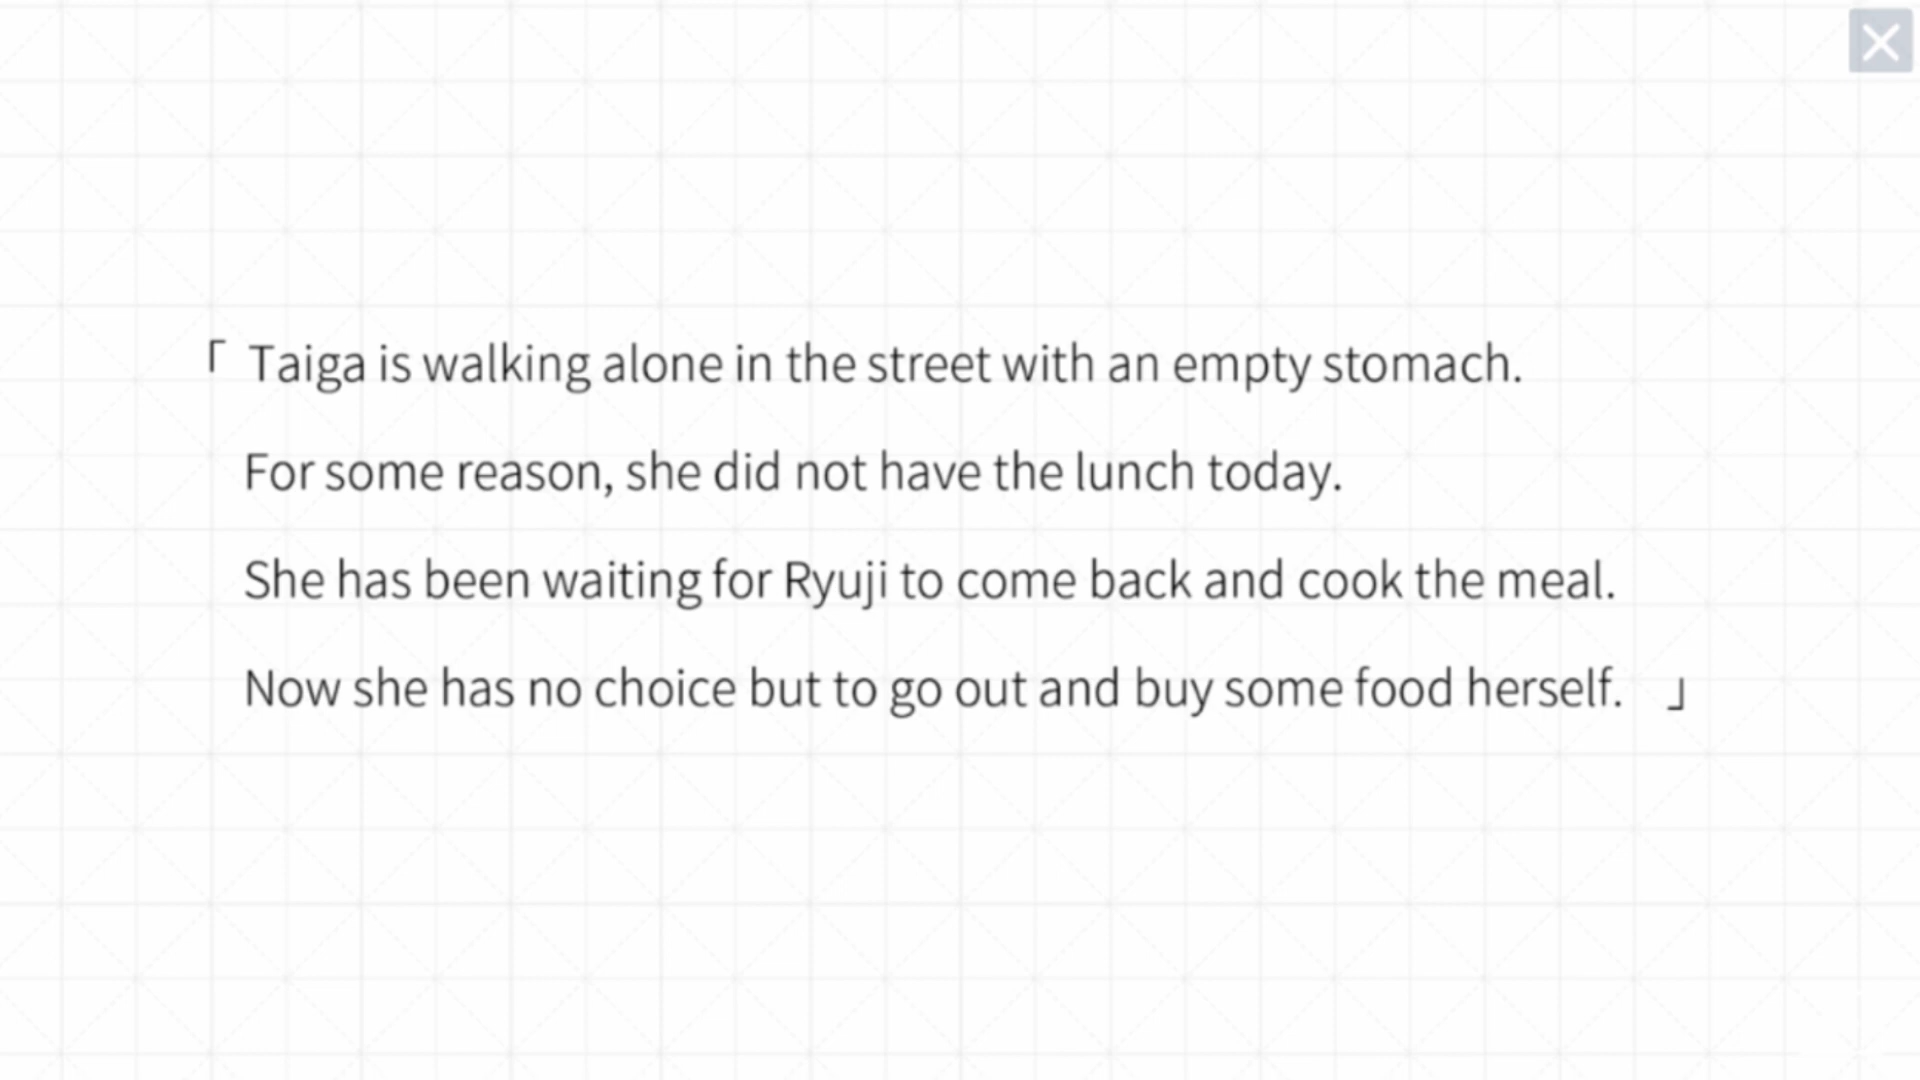 「 Taiga is walking alone in the street with an empty stomach.
For some reason, she did not have the lunch today.
She has been waiting for Ryuji to come back and cook the meal.
Now she has no choice but to go out and buy some food herself. 」